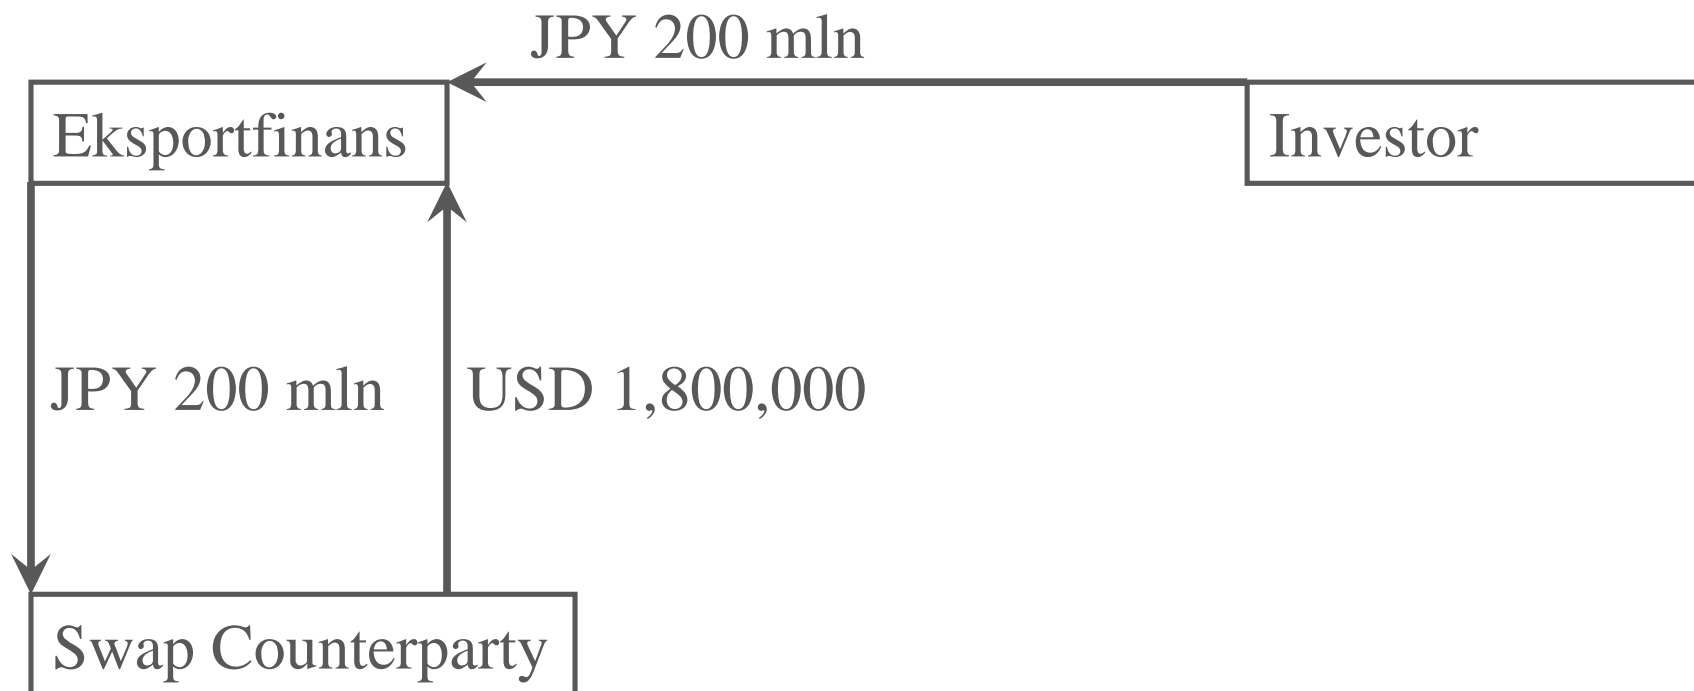 JPY 200 mln
Eksportfinans
Investor
JPY 200 mln
USD 1,800,000
Swap Counterparty